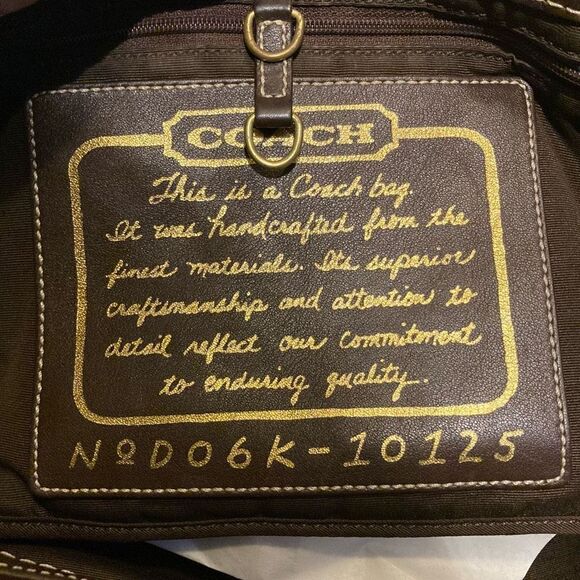 COACH
This is a Coach bag.
It was handcrafted from the
finest materials. Its superior
craftsmanship and attention to
detail reflect our commitment
to enduring quality.
NºD06K-10125